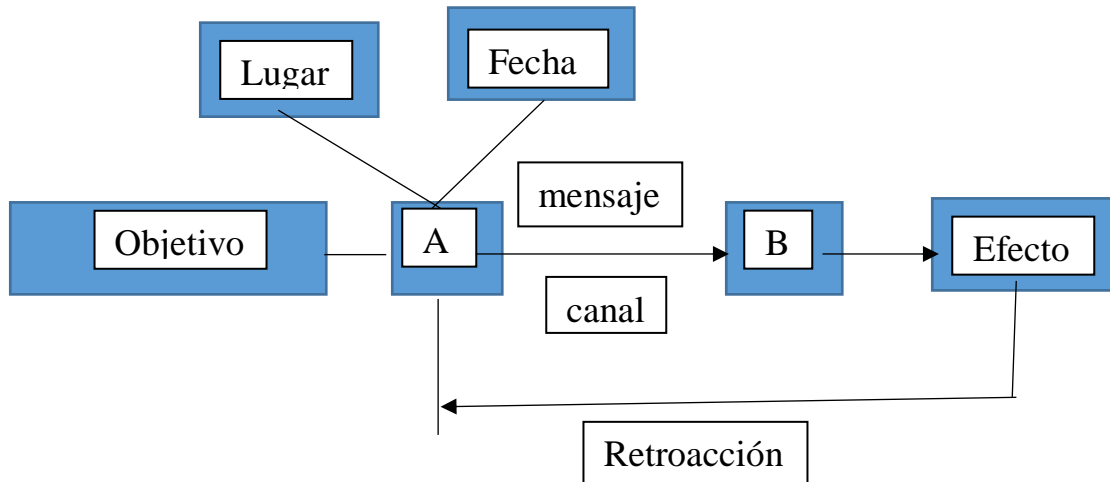 Lugar
Fecha
mensaje
Objetivo
A
B
Efecto
canal
Retroacción